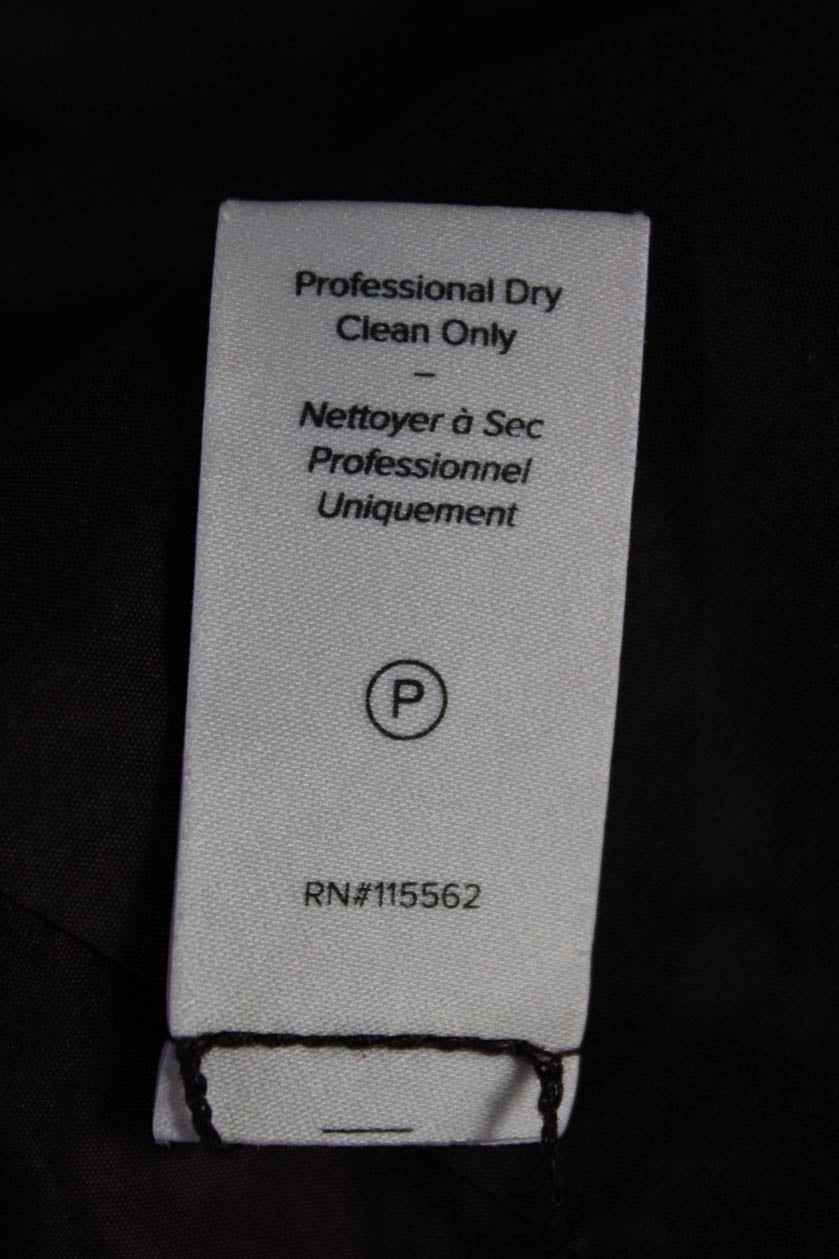 Professional Dry
Clean Only
–
Nettoyer à Sec
Professionnel
Uniquement
P
RN#115562